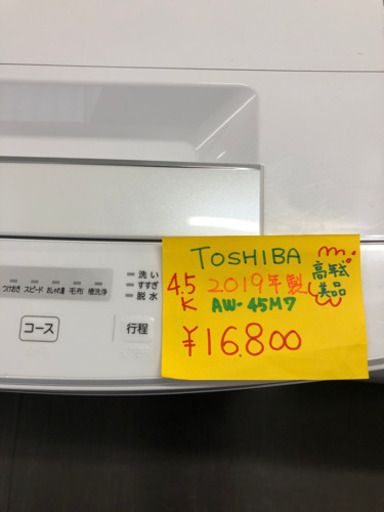 洗い
すすぎ
脱水
つけおき スピード おしゃれ着 毛布 槽洗浄
コース 行程
TOSHIBA
4.5K 2019年製 高年式 美品
AW-45M7
¥16.800